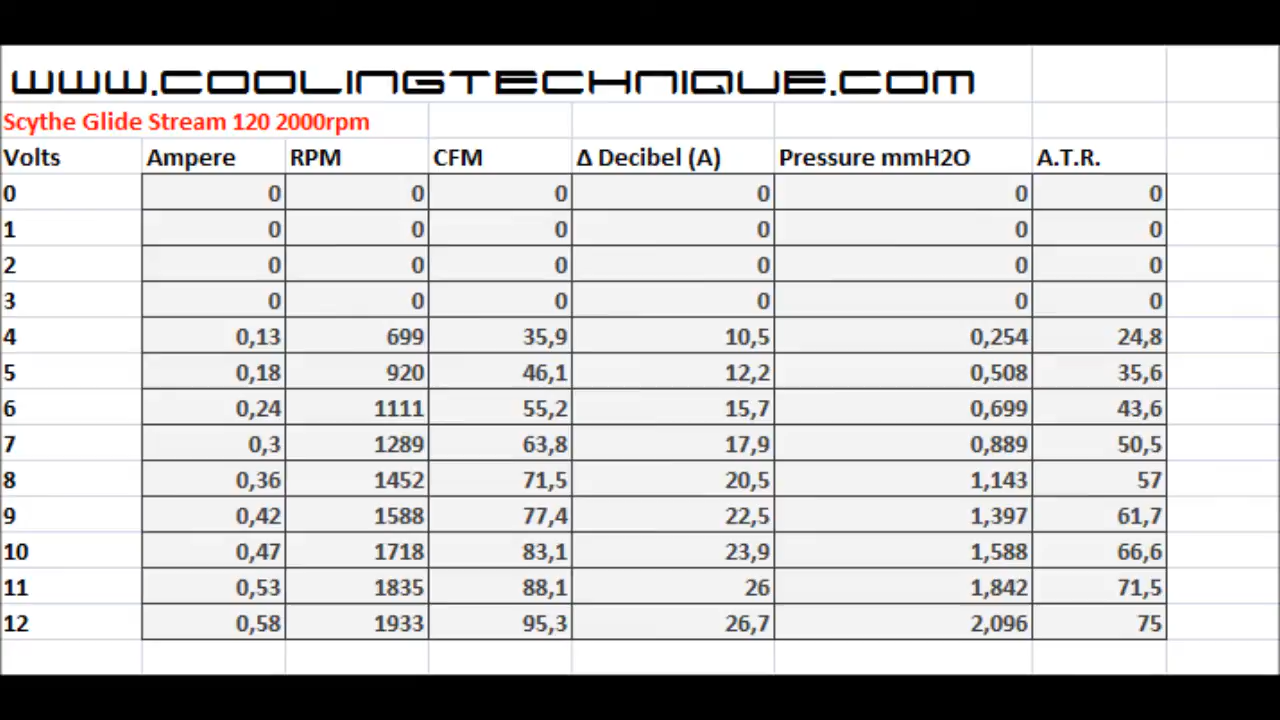 WWW.COOLINGTECHNIQUE.COM
Scythe Glide Stream 120 2000rpm
Volts Ampere RPM CFM Δ Decibel (A) Pressure mmH2O A.T.R.
0 0 0 0 0 0 0
1 0 0 0 0 0 0
2 0 0 0 0 0 0
3 0 0 0 0 0 0
4 0,13 699 35,9 10,5 0,254 24,8
5 0,18 920 46,1 12,2 0,508 35,6
6 0,24 1111 55,2 15,7 0,699 43,6
7 0,3 1289 63,8 17,9 0,889 50,5
8 0,36 1452 71,5 20,5 1,143 57
9 0,42 1588 77,4 22,5 1,397 61,7
10 0,47 1718 83,1 23,9 1,588 66,6
11 0,53 1835 88,1 26 1,842 71,5
12 0,58 1933 95,3 26,7 2,096 75